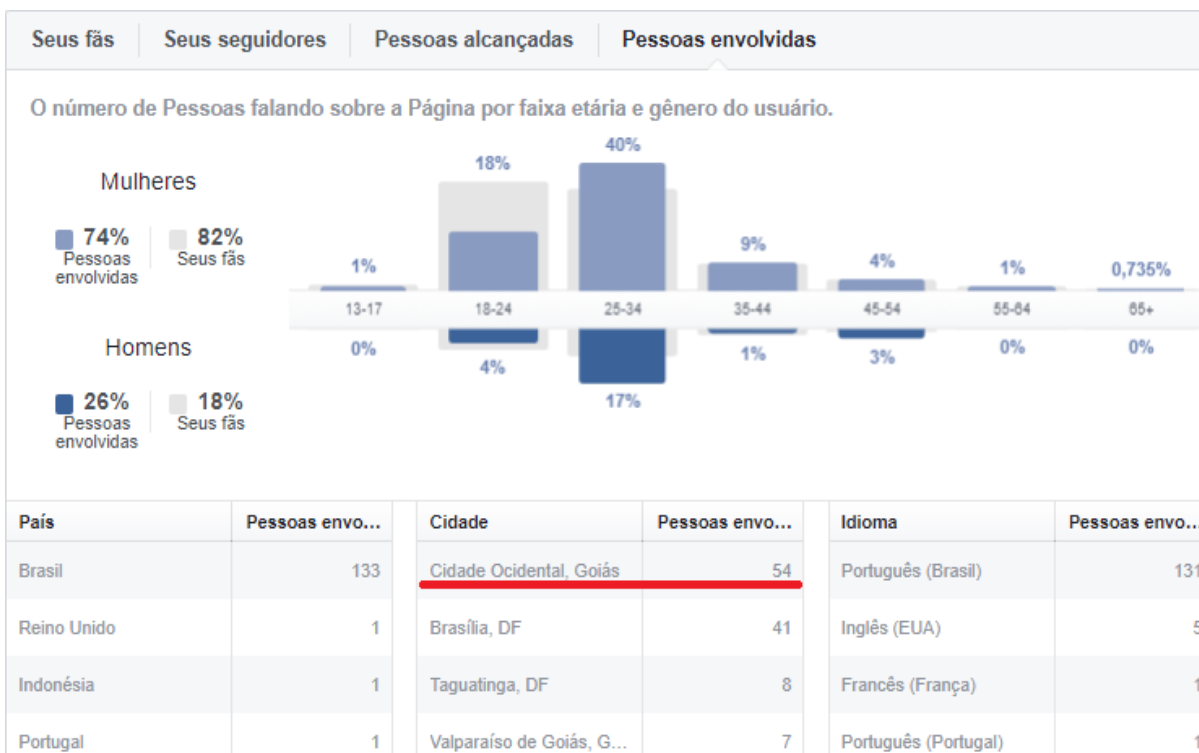 Seus fãs Seus seguidores Pessoas alcançadas Pessoas envolvidas
O número de Pessoas falando sobre a Página por faixa etária e gênero do usuário.
Mulheres
74% Pessoas envolvidas
82% Seus fãs
1% 18% 40% 9% 4% 1% 0,735%
13-17 18-24 25-34 35-44 45-54 55-64 65+
Homens
26% Pessoas envolvidas
18% Seus fãs
0% 4% 17% 1% 3% 0% 0%
País Pessoas envo... Cidade Pessoas envo... Idioma Pessoas envo...
Brasil 133 Cidade Ocidental, Goiás 54 Português (Brasil) 131
Reino Unido 1 Brasília, DF 41 Inglês (EUA) 5
Indonésia 1 Taguatinga, DF 8 Francês (França) 1
Portugal 1 Valparaíso de Goiás, G... 7 Português (Portugal) 1